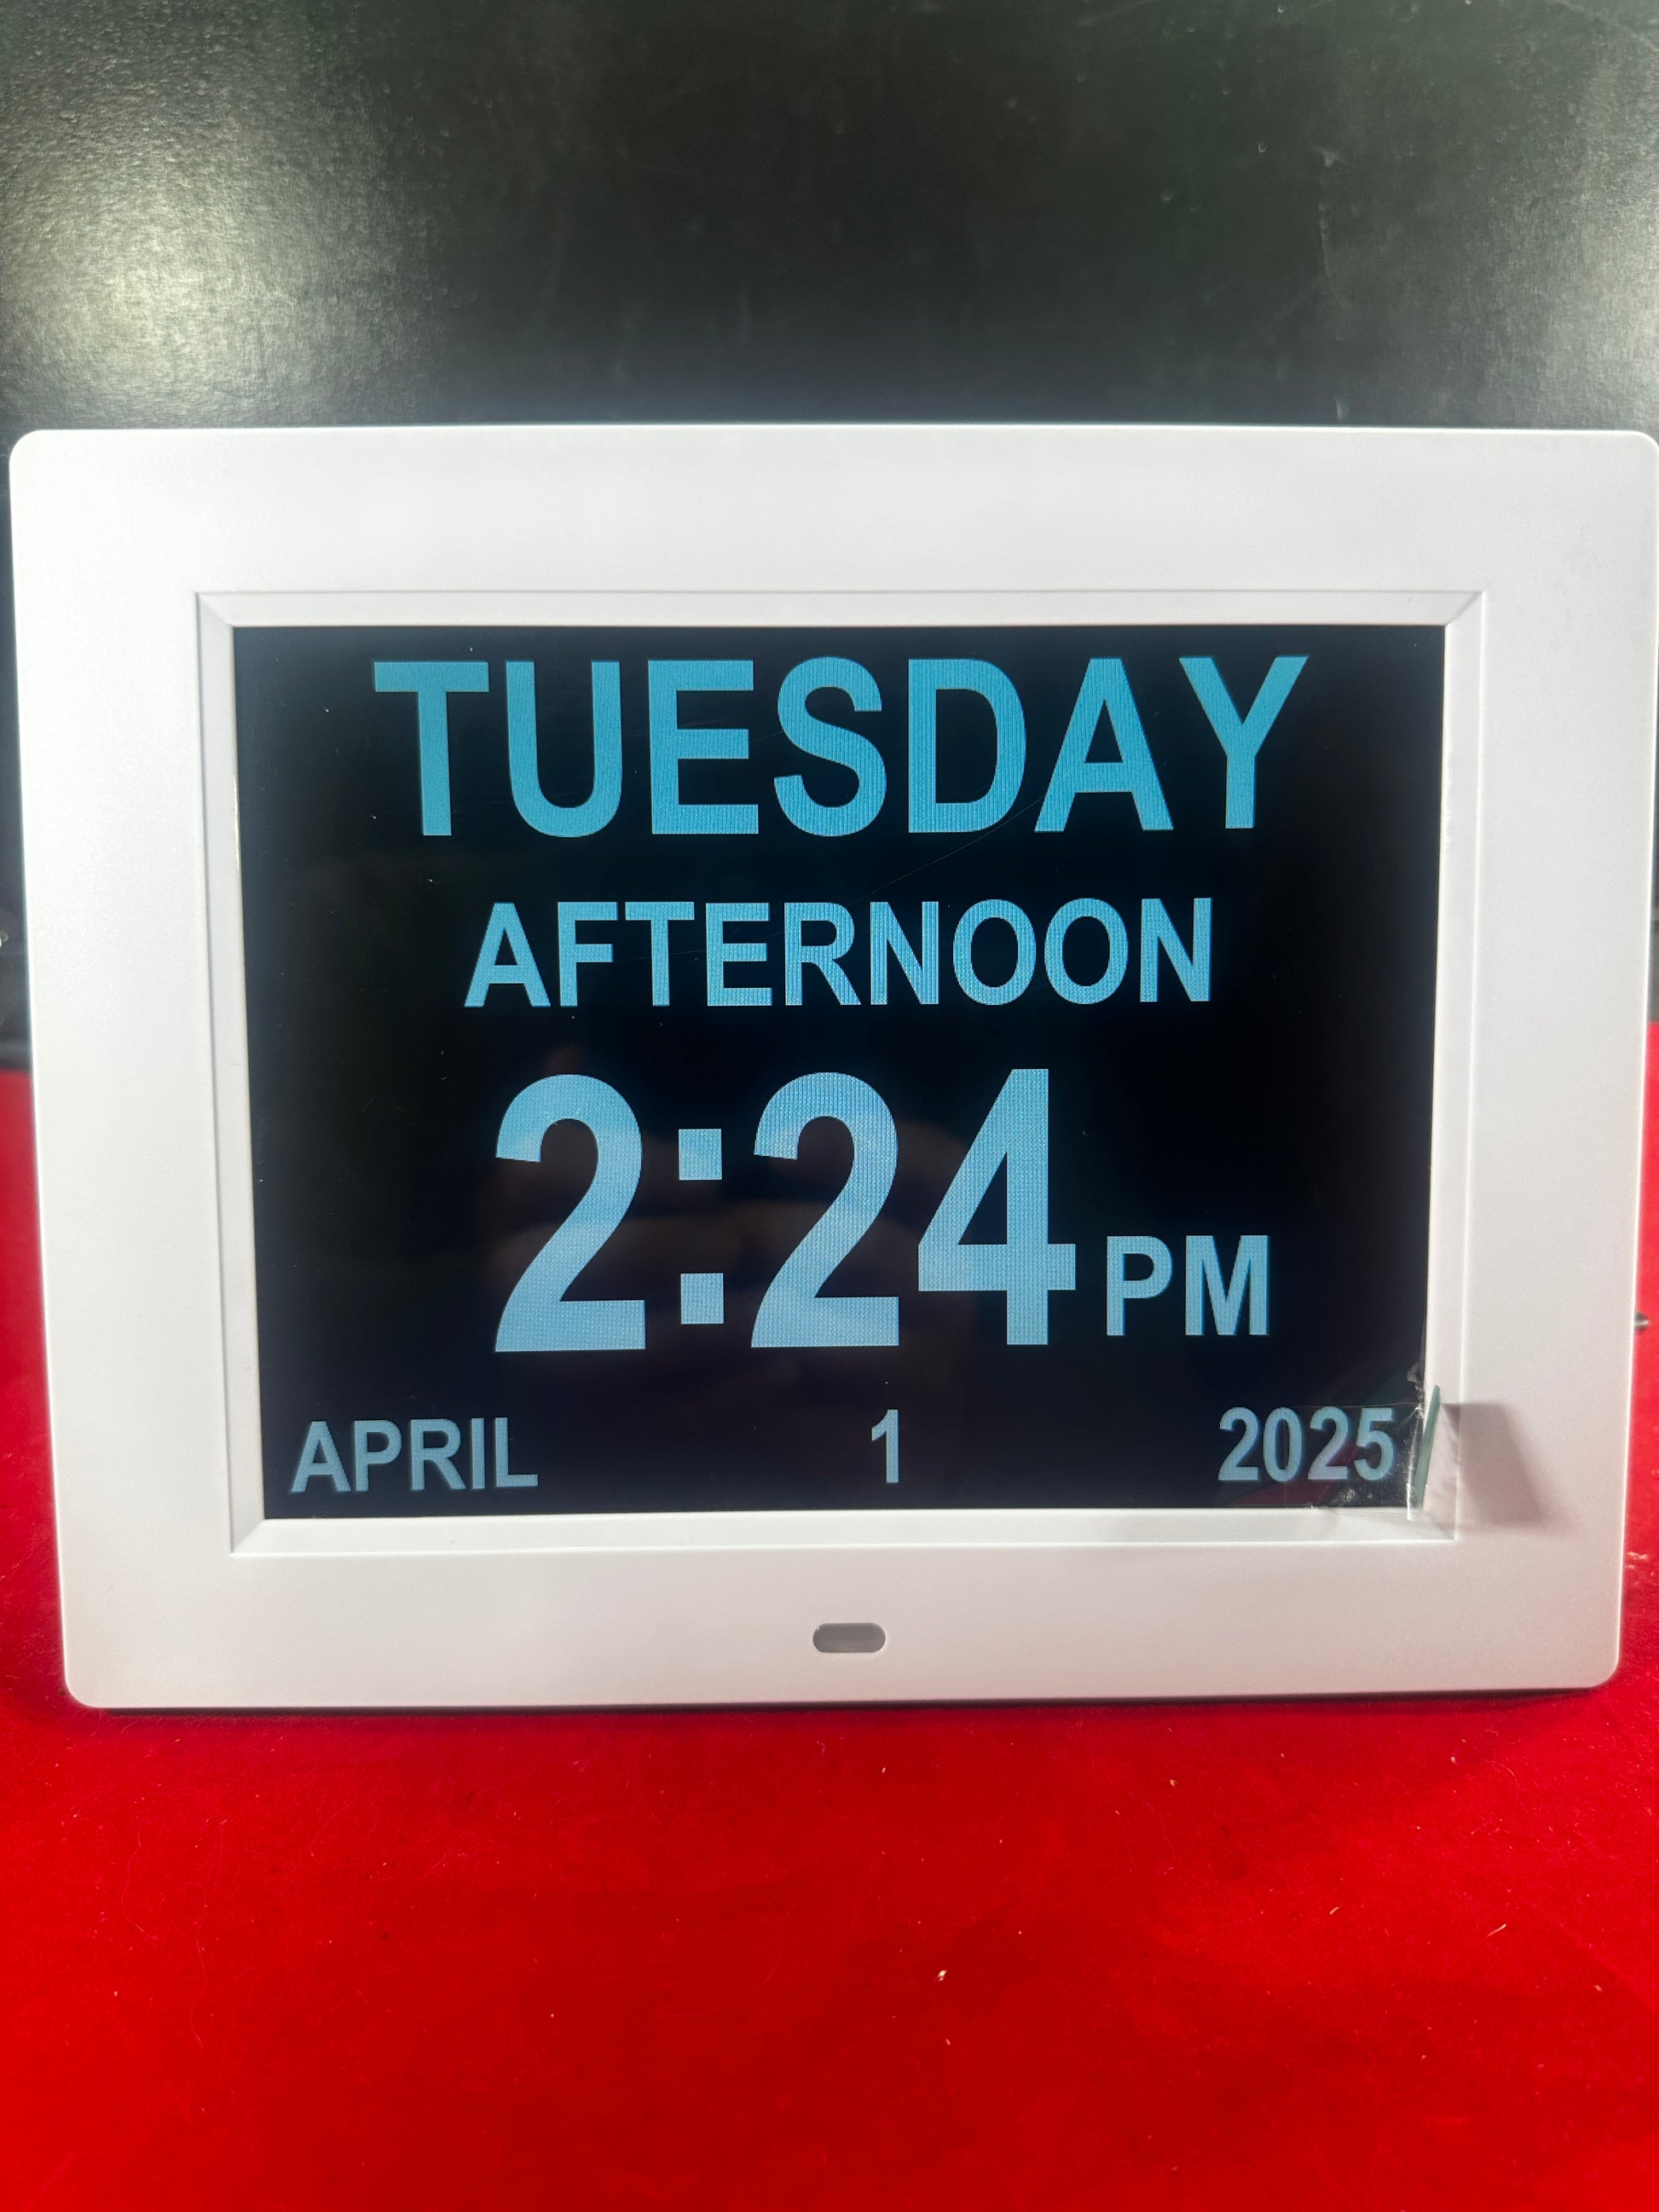 TUESDAY
AFTERNOON
2:24 PM
APRIL 1 2025